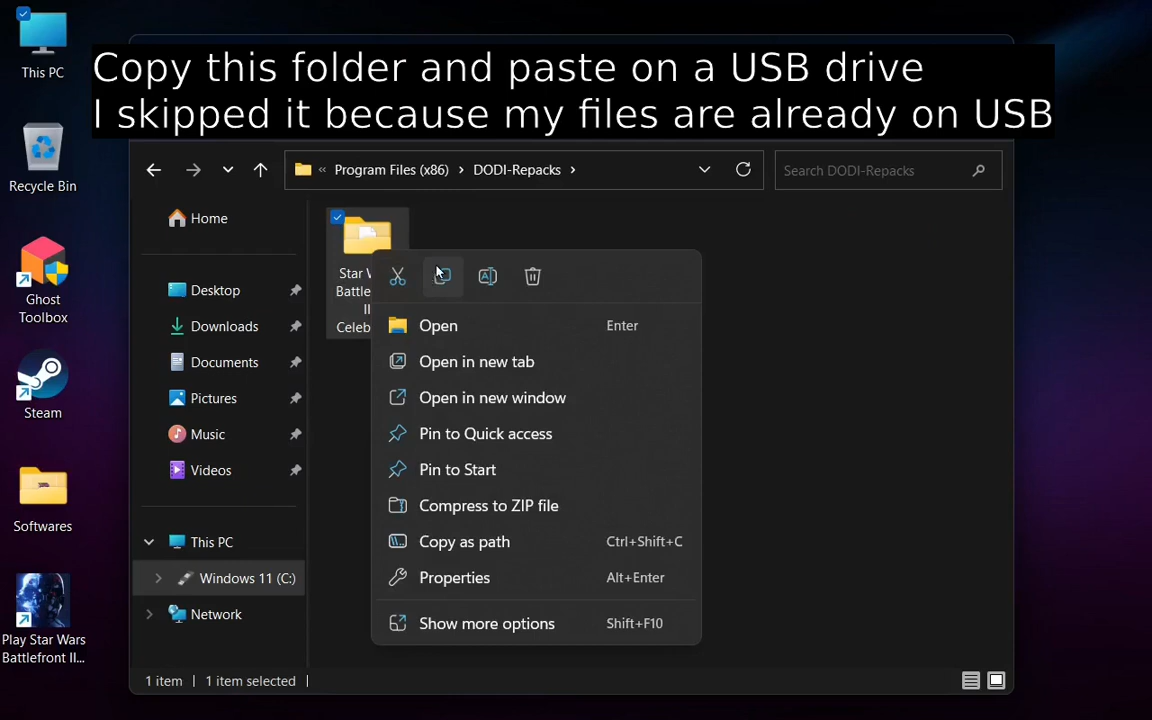 This PC
Recycle Bin
Ghost
Toolbox
Steam
Softwares
Play Star Wars
Battlefront II...
Copy this folder and paste on a USB drive
I skipped it because my files are already on USB
« Program Files (x86) > DODI-Repacks >
Search DODI-Repacks
Home
Desktop
Downloads
Documents
Pictures
Music
Videos
This PC
Windows 11 (C:)
Network
Star W
Battle
II
Celeb
Open Enter
Open in new tab
Open in new window
Pin to Quick access
Pin to Start
Compress to ZIP file
Copy as path Ctrl+Shift+C
Properties Alt+Enter
Show more options Shift+F10
1 item | 1 item selected |